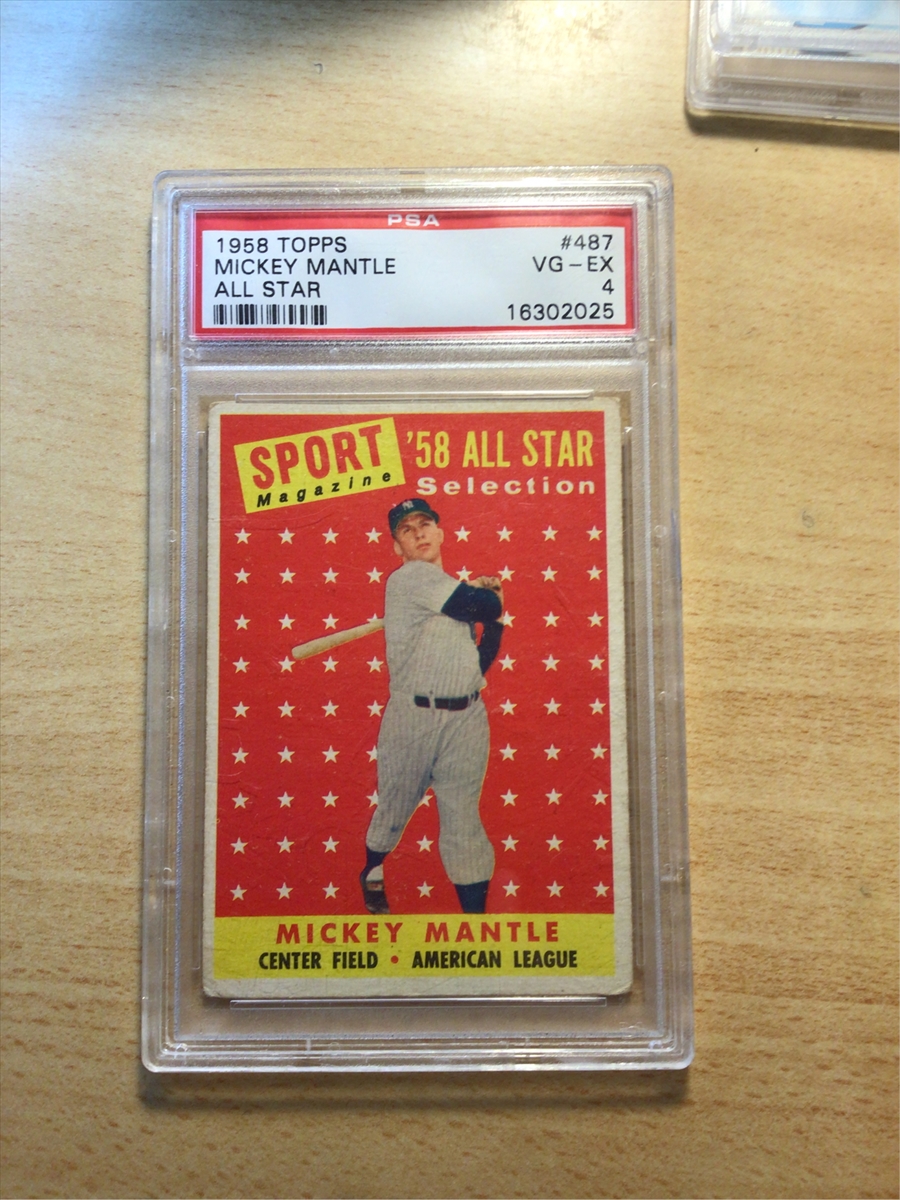 PSA
1958 TOPPS #487
MICKEY MANTLE VG-EX
ALL STAR 4
16302025
SPORT
Magazine
'58 ALL STAR
Selection
NY
MICKEY MANTLE
CENTER FIELD • AMERICAN LEAGUE